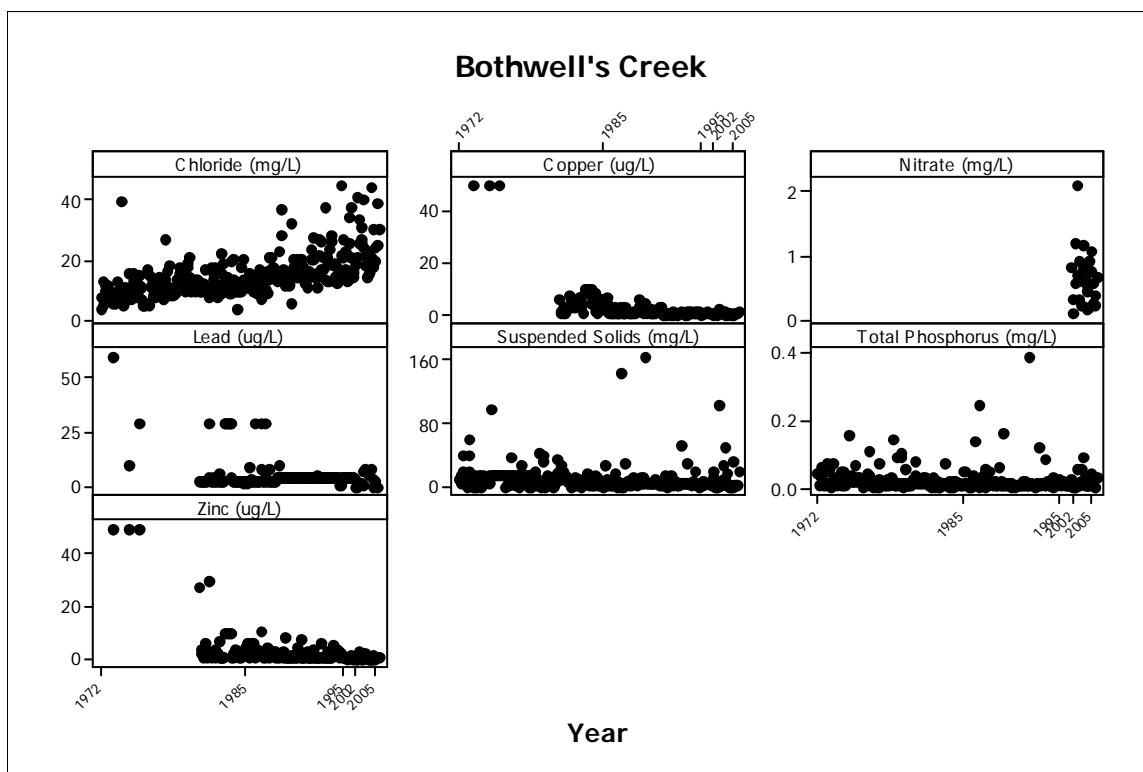 Bothwell's Creek
1972 1985 1995 2002 2005
Chloride (mg/L) Copper (ug/L) Nitrate (mg/L)
40
20
0
40
20
0
2
1
0
Lead (ug/L) Suspended Solids (mg/L) Total Phosphorus (mg/L)
50
25
0
160
80
0
0.4
0.2
0.0
1972 1985 1995 2002 2005
Zinc (ug/L)
40
20
0
1972 1985 1995 2002 2005
Year